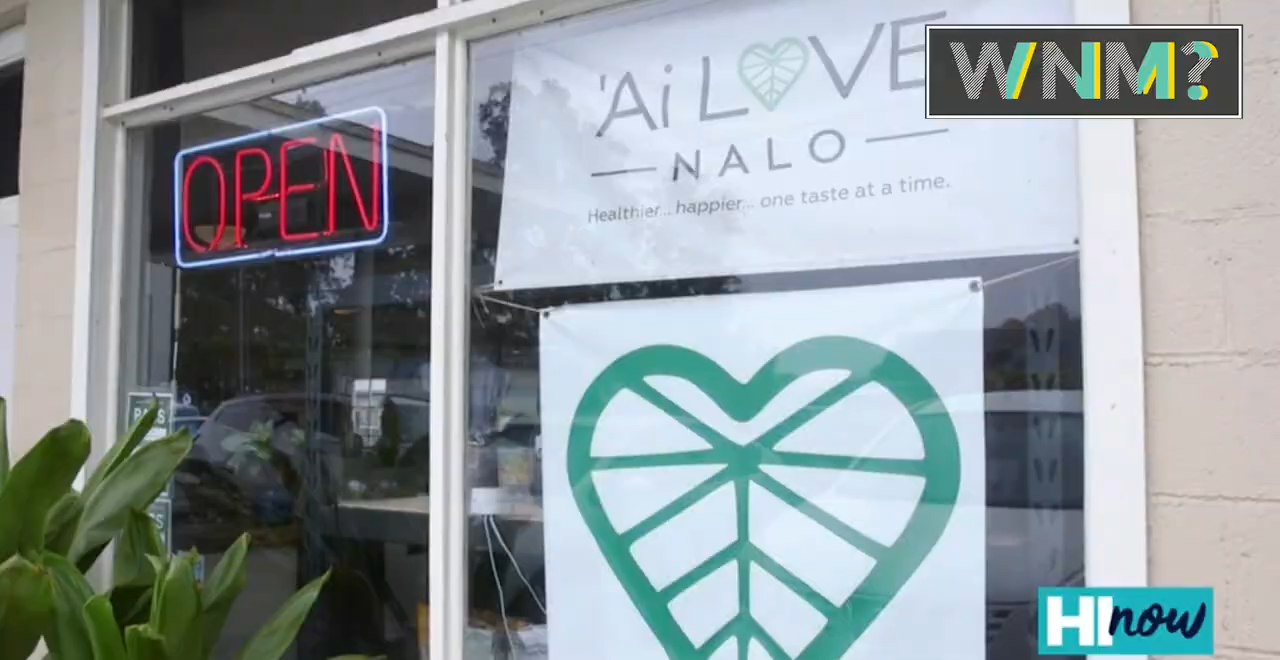 'Ai LOVE
NALO
Healthier... happier... one taste at a time.
OPEN
WNM?
HInow